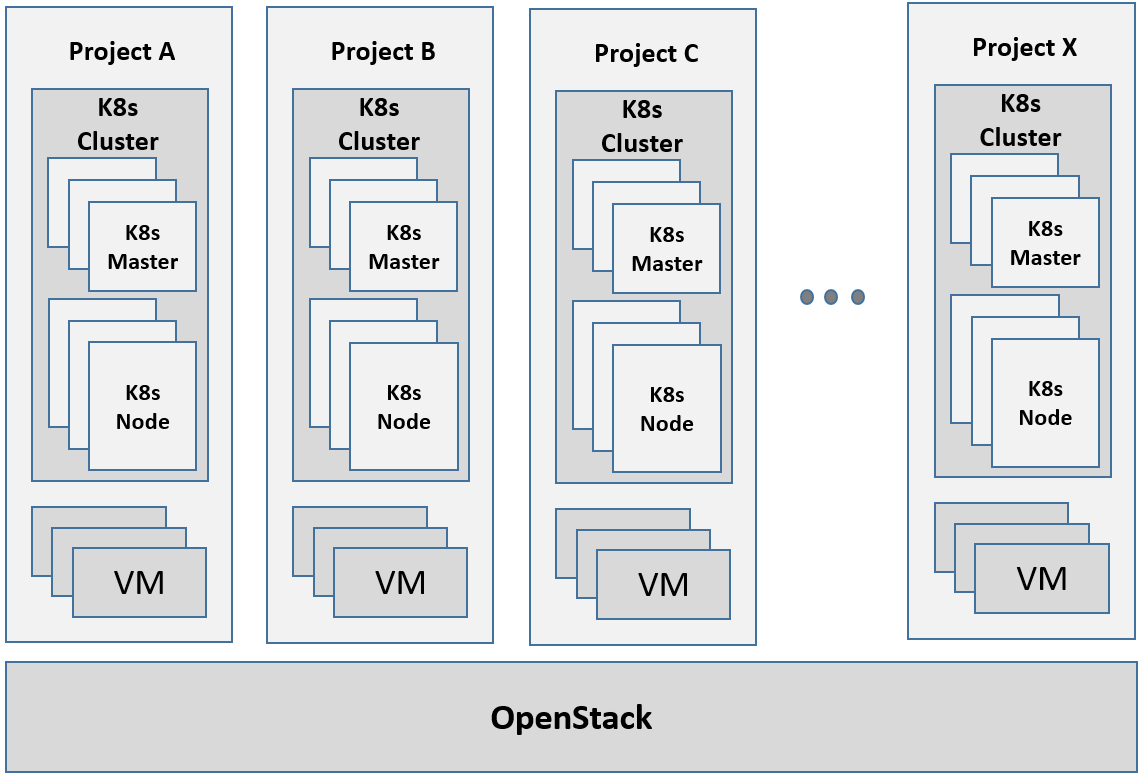 Project A
K8s
Cluster
K8s
Master
K8s
Node
VM
Project B
K8s
Cluster
K8s
Master
K8s
Node
VM
Project C
K8s
Cluster
K8s
Master
K8s
Node
VM
Project X
K8s
Cluster
K8s
Master
K8s
Node
VM
OpenStack